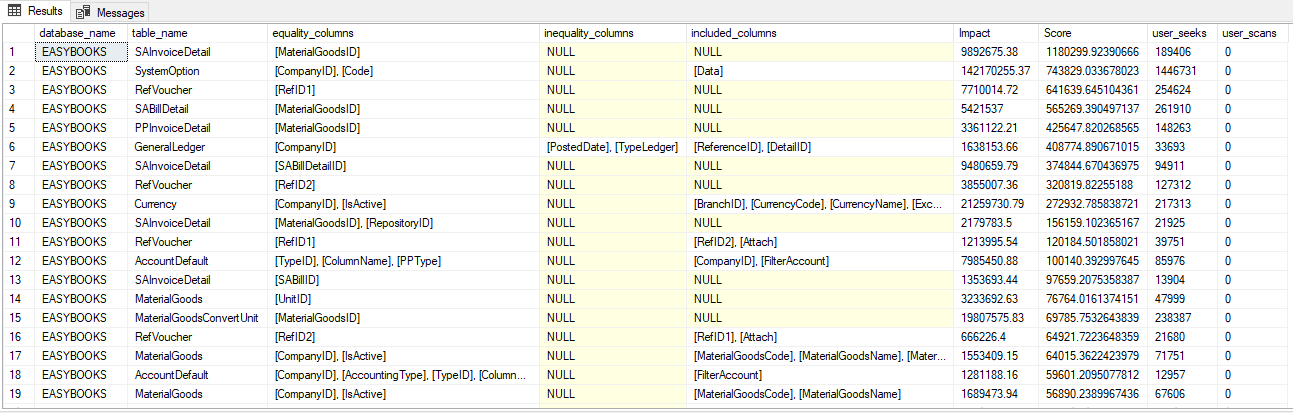 Results Messages
database_name table_name equality_columns inequality_columns included_columns Impact Score user_seeks user_scans
1 EASYBOOKS SAInvoiceDetail [MaterialGoodsID] NULL NULL 9892675.38 1180299.92390666 189406 0
2 EASYBOOKS SystemOption [CompanyID], [Code] NULL [Data] 142170255.37 743829.033678023 1446731 0
3 EASYBOOKS RefVoucher [RefID1] NULL NULL 7710014.72 641639.645104361 254624 0
4 EASYBOOKS SABillDetail [MaterialGoodsID] NULL NULL 5421537 565269.390497137 261910 0
5 EASYBOOKS PPInvoiceDetail [MaterialGoodsID] NULL NULL 3361122.21 425647.820268565 148263 0
6 EASYBOOKS GeneralLedger [CompanyID] [PostedDate], [TypeLedger] [ReferenceID], [DetailID] 1638153.66 408774.890671015 33693 0
7 EASYBOOKS SAInvoiceDetail [SABillDetailID] NULL NULL 9480659.79 374844.670436975 94911 0
8 EASYBOOKS RefVoucher [RefID2] NULL NULL 3855007.36 320819.82255188 127312 0
9 EASYBOOKS Currency [CompanyID], [IsActive] NULL [BranchID], [CurrencyCode], [CurrencyName], [Exc... 21259730.79 272932.785838721 217313 0
10 EASYBOOKS SAInvoiceDetail [MaterialGoodsID], [RepositoryID] NULL NULL 2179783.5 156159.102365167 21925 0
11 EASYBOOKS RefVoucher [RefID1] NULL [RefID2], [Attach] 1213995.54 120184.501858021 39751 0
12 EASYBOOKS AccountDefault [TypeID], [ColumnName], [PPType] NULL [CompanyID], [FilterAccount] 7985450.88 100140.392997645 85976 0
13 EASYBOOKS SAInvoiceDetail [SABillID] NULL NULL 1353693.44 97659.2075358387 13904 0
14 EASYBOOKS MaterialGoods [UnitID] NULL NULL 3233692.63 76764.0161374151 47999 0
15 EASYBOOKS MaterialGoodsConvertUnit [MaterialGoodsID] NULL NULL 19807575.83 69785.7532643839 238387 0
16 EASYBOOKS RefVoucher [RefID2] NULL [RefID1], [Attach] 666226.4 64921.7223648359 21680 0
17 EASYBOOKS MaterialGoods [CompanyID], [IsActive] NULL [MaterialGoodsCode], [MaterialGoodsName], [Mater... 1553409.15 64015.3622423979 71751 0
18 EASYBOOKS AccountDefault [CompanyID], [AccountingType], [TypeID], [Column... NULL [FilterAccount] 1281188.16 59601.2095077812 12957 0
19 EASYBOOKS MaterialGoods [CompanyID], [IsActive] NULL [MaterialGoodsCode], [MaterialGoodsName] 1689473.94 56890.2389967436 67606 0